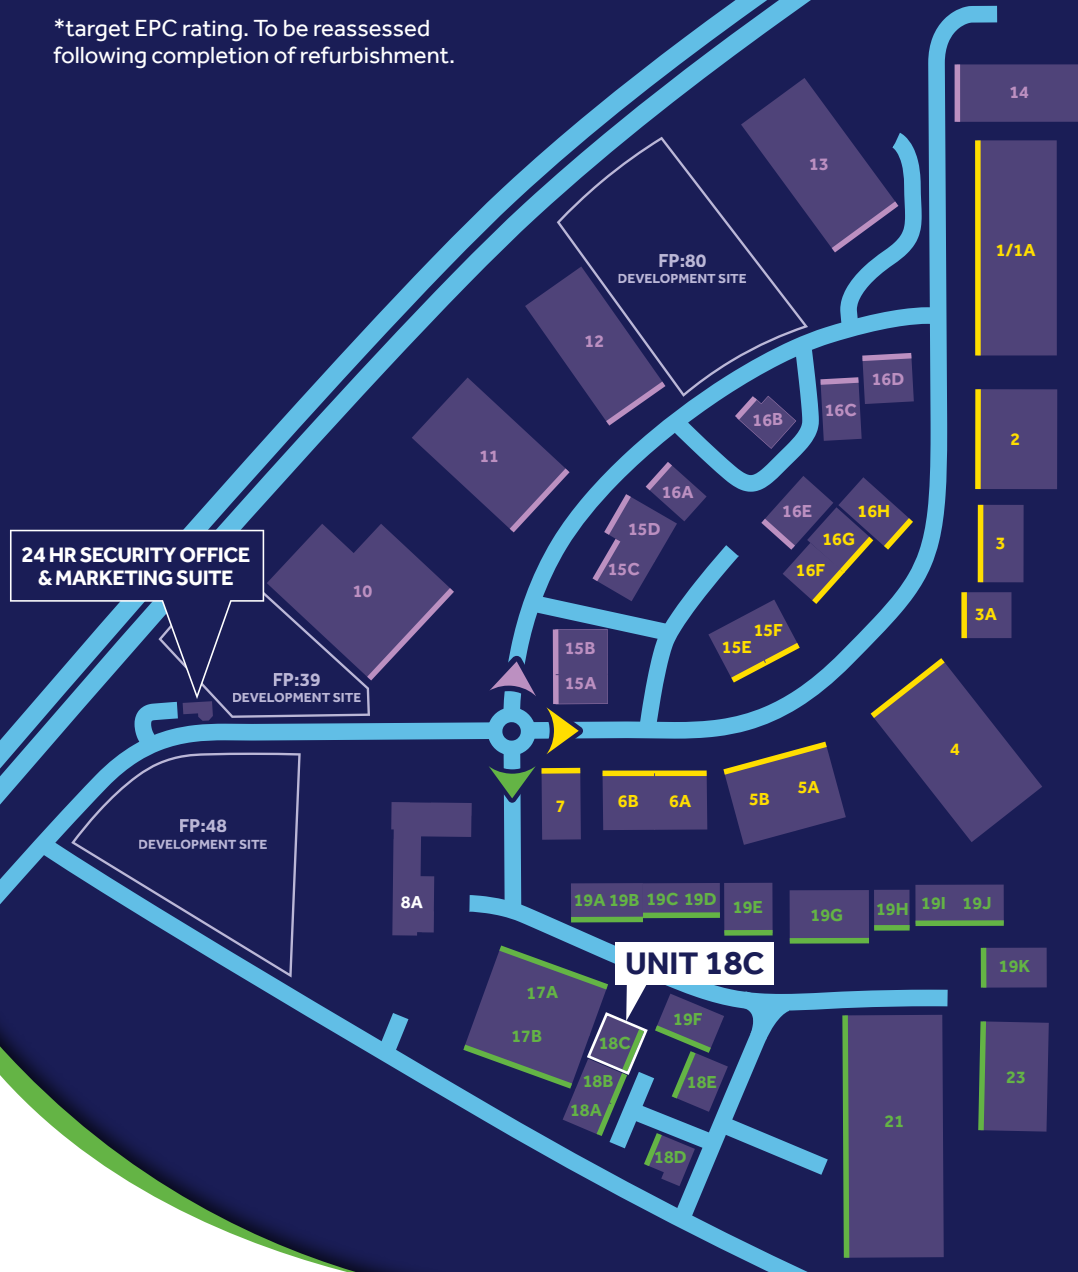 *target EPC rating. To be reassessed
following completion of refurbishment.
14
13
1/1A
FP:80
DEVELOPMENT SITE
12
16D
16C
16B
2
11
16A
16E
16H
15D
16G
3
15C
16F
24 HR SECURITY OFFICE
& MARKETING SUITE
10
3A
15F
15B
15E
FP:39
DEVELOPMENT SITE
15A
4
5A
5B
7
6B
6A
FP:48
DEVELOPMENT SITE
8A
19A 19B 19C 19D
19E
19G
19H
19I 19J
UNIT 18C
19K
17A
19F
17B
18C
18B
18E
23
18A
21
18D